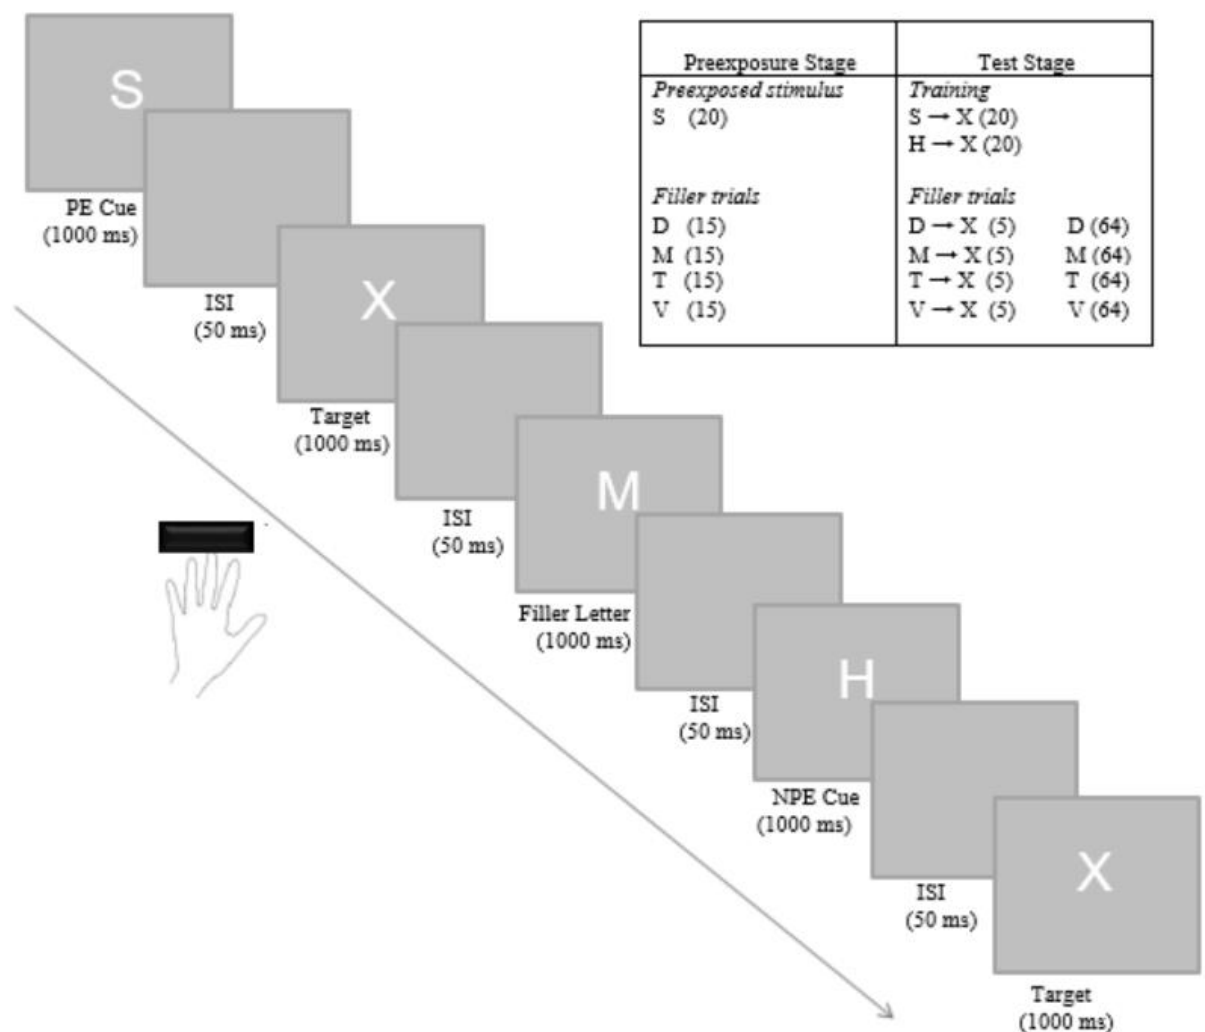 S
PE Cue
(1000 ms)
ISI
(50 ms)
X
Target
(1000 ms)
ISI
(50 ms)
M
Filler Letter
(1000 ms)
ISI
(50 ms)
H
NPE Cue
(1000 ms)
ISI
(50 ms)
X
Target
(1000 ms)
Preexposure Stage Test Stage
Preexposed stimulus Training
S (20) S → X (20)
H → X (20)
Filler trials Filler trials
D (15) D → X (5) D (64)
M (15) M → X (5) M (64)
T (15) T → X (5) T (64)
V (15) V → X (5) V (64)